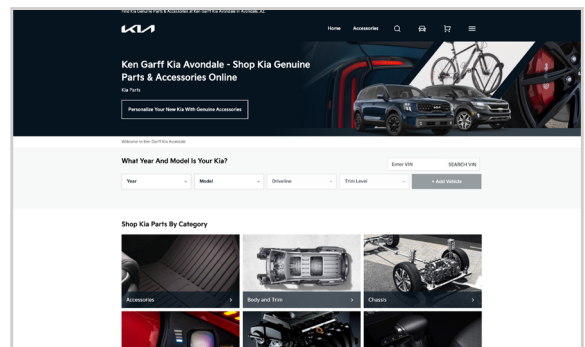 Find Kia Genuine Parts & Accessories at Ken Garff Kia Avondale in Avondale, AZ.
KIA
Home
Accessories
Ken Garff Kia Avondale - Shop Kia Genuine
Parts & Accessories Online
Kia Parts
Personalize Your New Kia With Genuine Accessories
Welcome to Ken Garff Kia Avondale
What Year And Model Is Your Kia?
Enter VIN
SEARCH VIN
Year
Model
Driveline
Trim Level
+ Add Vehicle
Shop Kia Parts By Category
Accessories
Body and Trim
Chassis